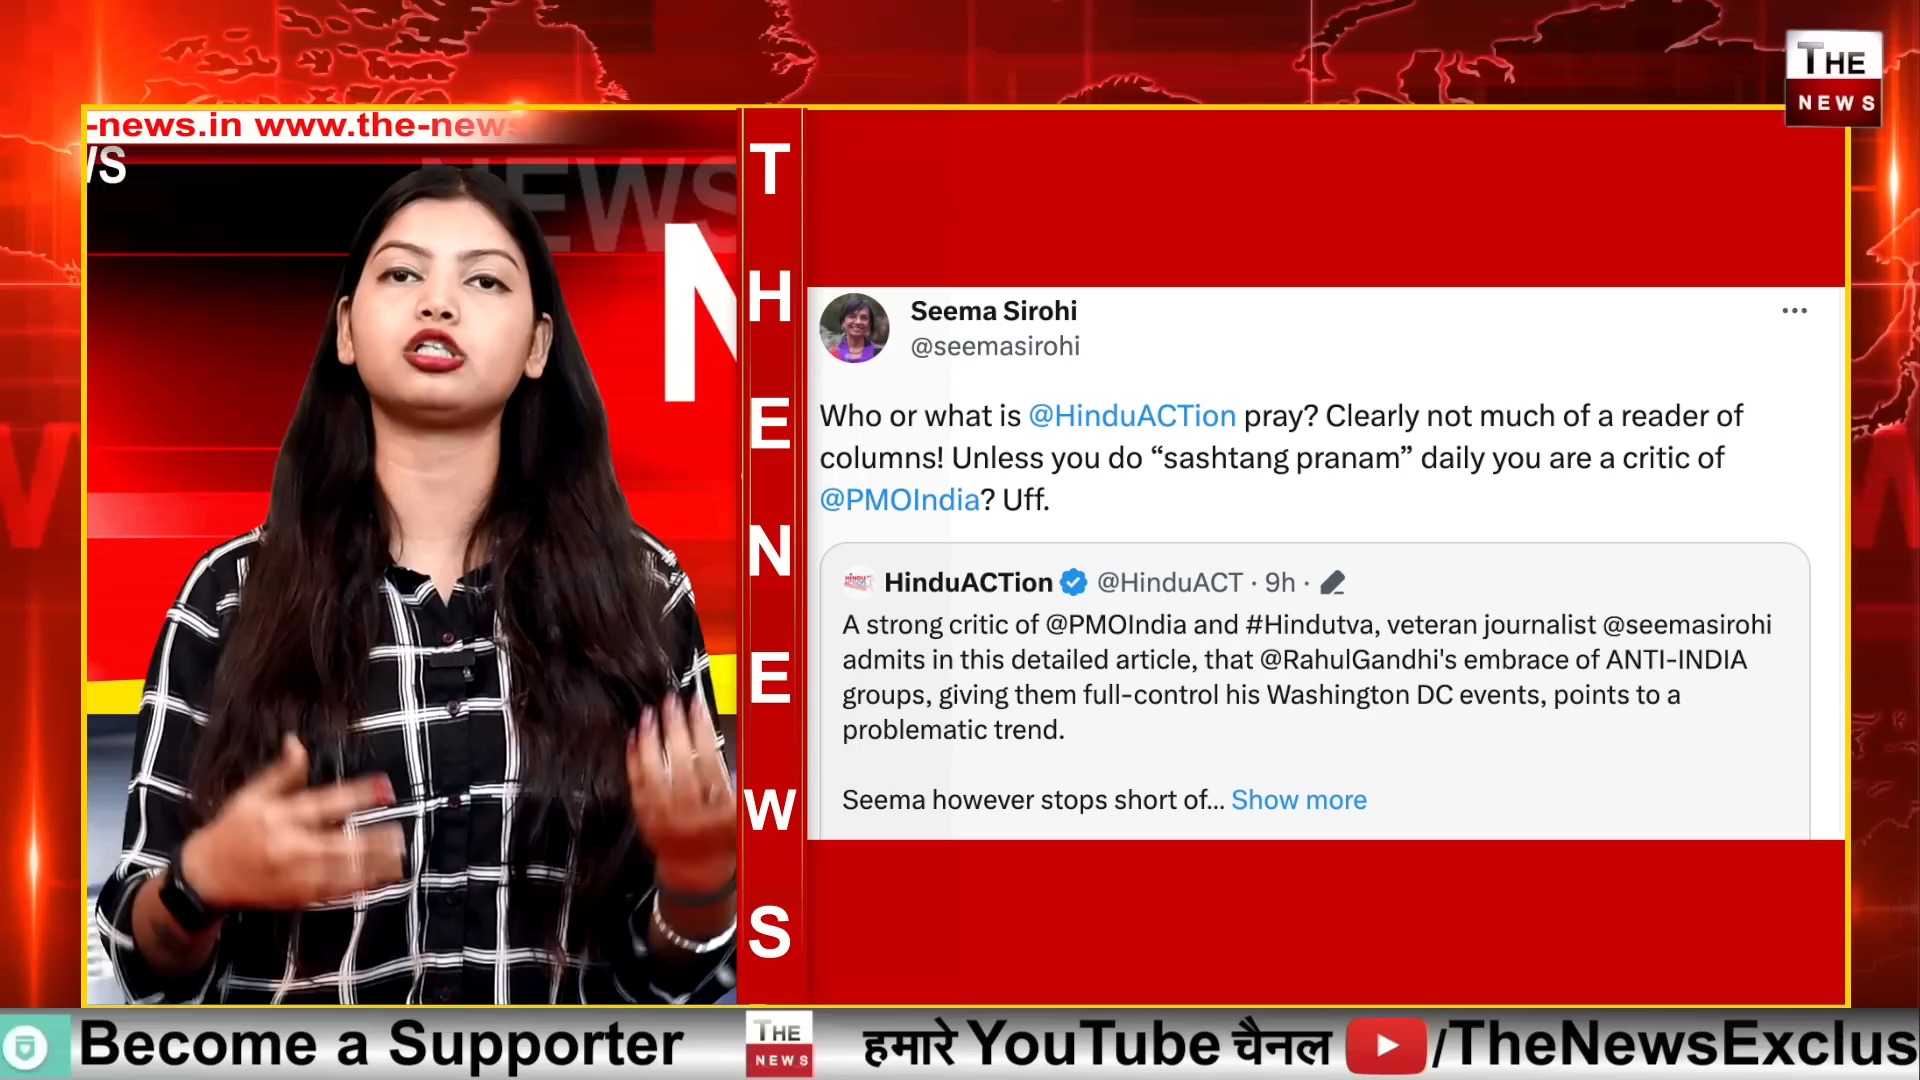 THE
NEWS
-news.in www.the-news
VS
NEWS
N
THE NEWS
Seema Sirohi
@seemasirohi
Who or what is @HinduACTion pray? Clearly not much of a reader of
columns! Unless you do “sashtang pranam” daily you are a critic of
@PMOIndia? Uff.
HinduACTion @HinduACT · 9h ·
A strong critic of @PMOIndia and #Hindutva, veteran journalist @seemasirohi
admits in this detailed article, that @RahulGandhi's embrace of ANTI-INDIA
groups, giving them full-control his Washington DC events, points to a
problematic trend.
Seema however stops short of... Show more
Become a Supporter THE NEWS हमारे YouTube चैनल /TheNewsExclus